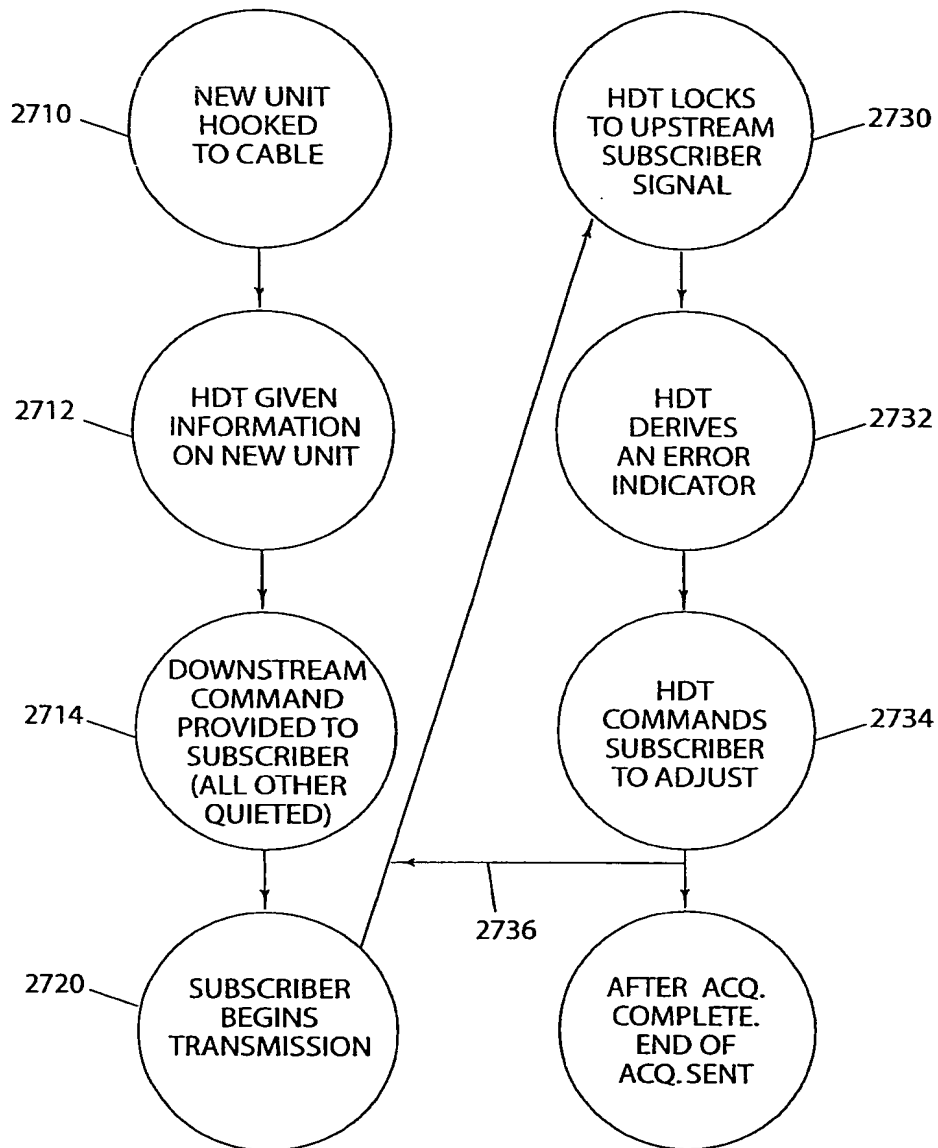 2710
NEW UNIT
HOOKED
TO CABLE
2712
HDT GIVEN
INFORMATION
ON NEW UNIT
2714
DOWNSTREAM
COMMAND
PROVIDED TO
SUBSCRIBER
(ALL OTHER
QUIETED)
2720
SUBSCRIBER
BEGINS
TRANSMISSION
HDT LOCKS
TO UPSTREAM
SUBSCRIBER
SIGNAL
2730
HDT
DERIVES
AN ERROR
INDICATOR
2732
HDT
COMMANDS
SUBSCRIBER
TO ADJUST
2734
2736
AFTER ACQ.
COMPLETE.
END OF
ACQ. SENT